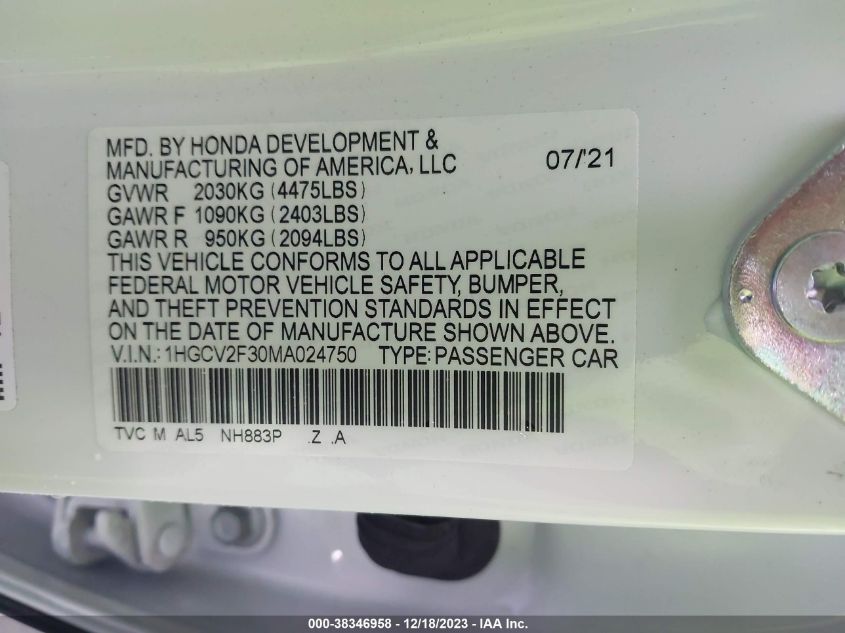 MFD. BY HONDA DEVELOPMENT &
MANUFACTURING OF AMERICA, LLC 07/'21
GVWR 2030KG (4475LBS)
GAWR F 1090KG (2403LBS)
GAWR R 950KG (2094LBS)
THIS VEHICLE CONFORMS TO ALL APPLICABLE
FEDERAL MOTOR VEHICLE SAFETY, BUMPER,
AND THEFT PREVENTION STANDARDS IN EFFECT
ON THE DATE OF MANUFACTURE SHOWN ABOVE.
V.I.N.: 1HGCV2F30MA024750 TYPE: PASSENGER CAR
TVC M AL5 NH883P .Z .A
000-38346958 - 12/18/2023 - IAA Inc.